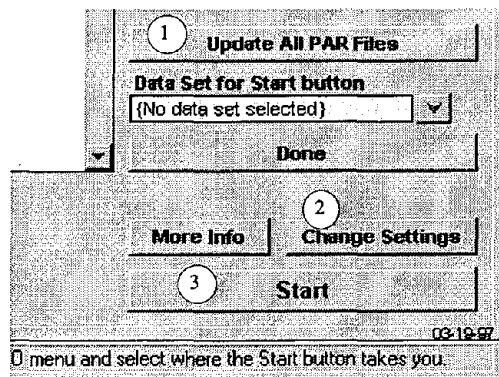 1
Update All PAR Files
Data Set for Start button
{No data set selected}
Done
2
More Info
Change Settings
3
Start
03-19-97
menu and select where the Start button takes you.